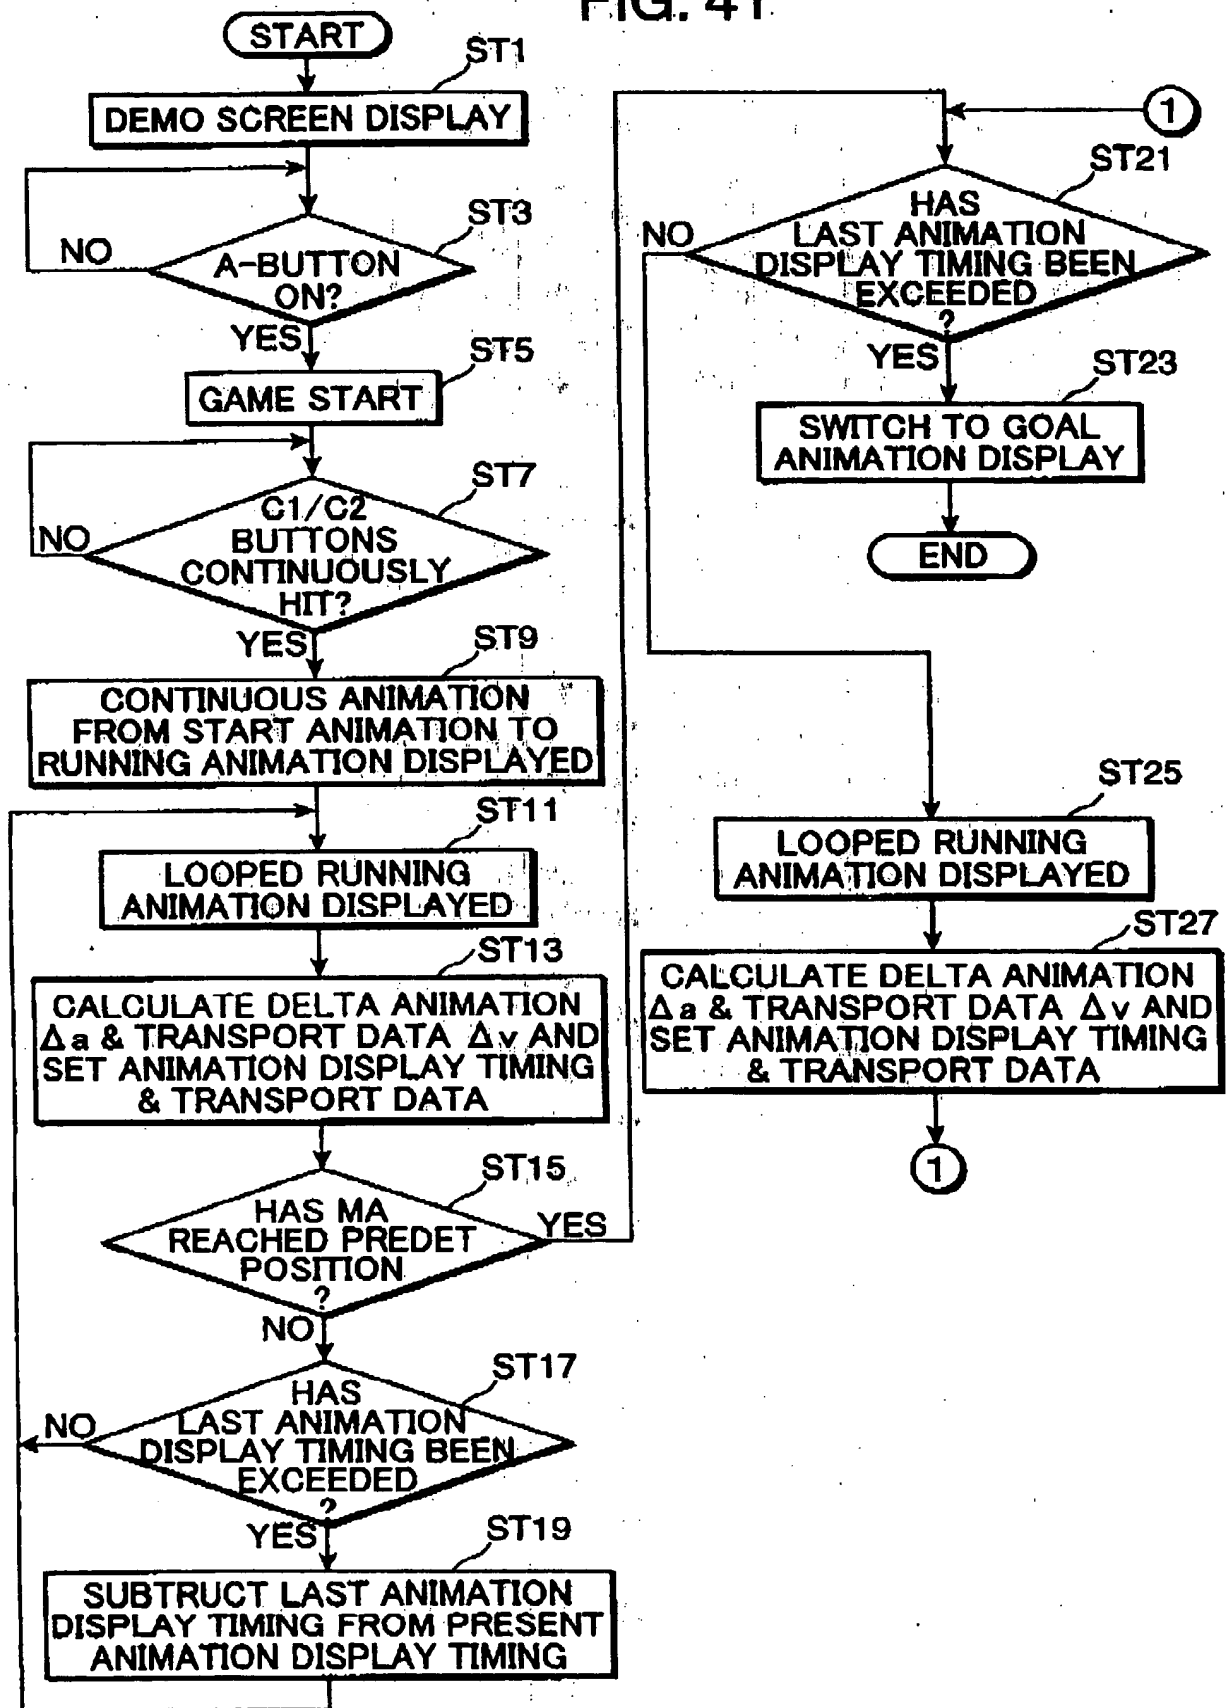 FIG. 41
START
ST1
DEMO SCREEN DISPLAY
ST3
NO
A-BUTTON
ON?
YES
ST5
GAME START
ST7
C1/C2
BUTTONS
CONTINUOUSLY
HIT?
NO
YES
ST9
CONTINUOUS ANIMATION
FROM START ANIMATION TO
RUNNING ANIMATION DISPLAYED
ST11
LOOPED RUNNING
ANIMATION DISPLAYED
ST13
CALCULATE DELTA ANIMATION
Δa & TRANSPORT DATA Δv AND
SET ANIMATION DISPLAY TIMING
& TRANSPORT DATA
ST15
HAS MA
REACHED PREDET
POSITION
?
YES
NO
ST17
HAS
LAST ANIMATION
DISPLAY TIMING BEEN
EXCEEDED
?
NO
YES
ST19
SUBTRUCT LAST ANIMATION
DISPLAY TIMING FROM PRESENT
ANIMATION DISPLAY TIMING
1
ST21
HAS
LAST ANIMATION
DISPLAY TIMING BEEN
EXCEEDED
?
NO
YES
ST23
SWITCH TO GOAL
ANIMATION DISPLAY
END
ST25
LOOPED RUNNING
ANIMATION DISPLAYED
ST27
CALCULATE DELTA ANIMATION
Δa & TRANSPORT DATA Δv AND
SET ANIMATION DISPLAY TIMING
& TRANSPORT DATA
1